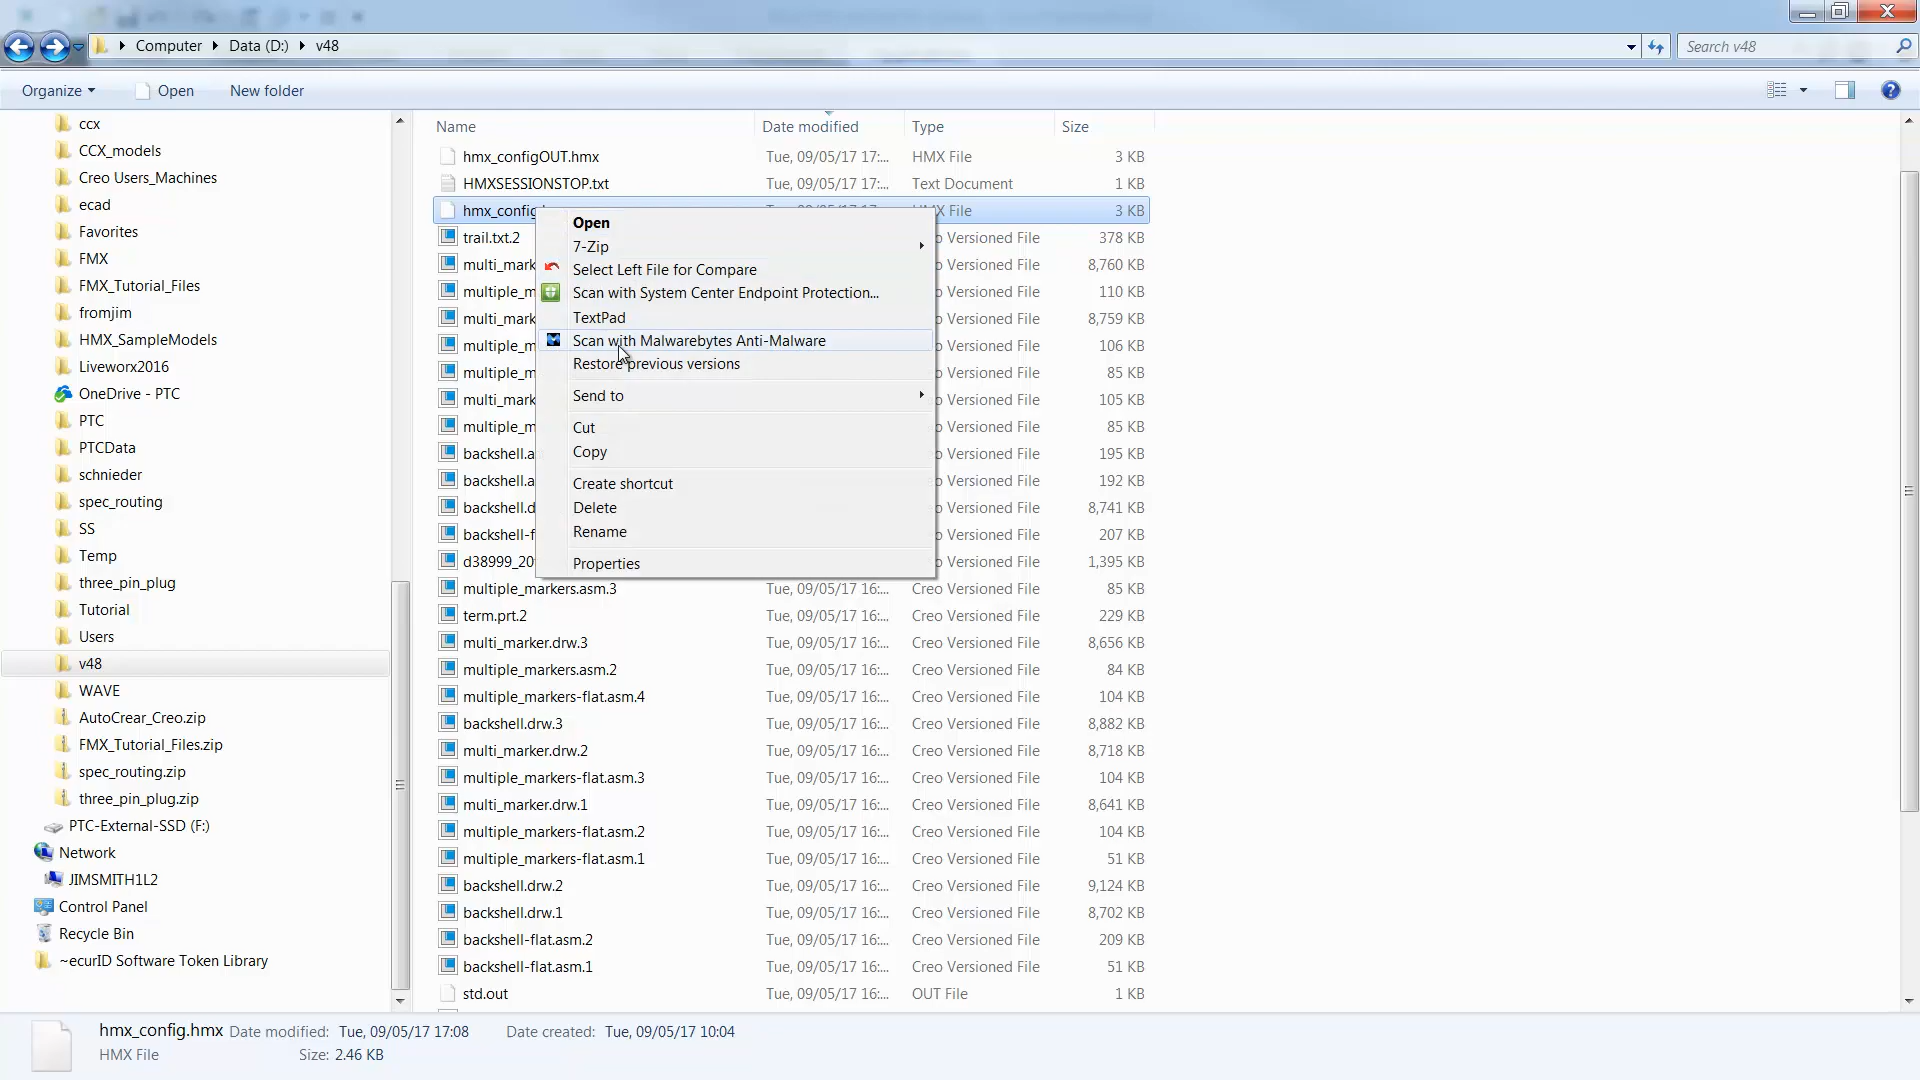 Computer Data (D:) v48
Search v48
Organize Open New folder
ccx
CCX_models
Creo Users_Machines
ecad
Favorites
FMX
FMX_Tutorial_Files
fromjim
HMX_SampleModels
Liveworx2016
OneDrive - PTC
PTC
PTCData
schnieder
spec_routing
SS
Temp
three_pin_plug
Tutorial
Users
v48
WAVE
AutoCrear_Creo.zip
FMX_Tutorial_Files.zip
spec_routing.zip
three_pin_plug.zip
PTC-External-SSD (F:)
Network
JIMSMITH1L2
Control Panel
Recycle Bin
~ecurID Software Token Library
Name Date modified Type Size
hmx_configOUT.hmx Tue, 09/05/17 17:... HMX File 3 KB
HMXSESSIONSTOP.txt Tue, 09/05/17 17:... Text Document 1 KB
hmx_config X File 3 KB
trail.txt.2 o Versioned File 378 KB
multi_mark o Versioned File 8,760 KB
multiple_m o Versioned File 110 KB
multi_mark o Versioned File 8,759 KB
multiple_m o Versioned File 106 KB
multiple_m o Versioned File 85 KB
multi_mark o Versioned File 105 KB
multiple_m o Versioned File 85 KB
backshell.a o Versioned File 195 KB
backshell.a o Versioned File 192 KB
backshell.d o Versioned File 8,741 KB
backshell-f o Versioned File 207 KB
d38999_20 o Versioned File 1,395 KB
multiple_markers.asm.3 Tue, 09/05/17 16:... Creo Versioned File 85 KB
term.prt.2 Tue, 09/05/17 16:... Creo Versioned File 229 KB
multi_marker.drw.3 Tue, 09/05/17 16:... Creo Versioned File 8,656 KB
multiple_markers.asm.2 Tue, 09/05/17 16:... Creo Versioned File 84 KB
multiple_markers-flat.asm.4 Tue, 09/05/17 16:... Creo Versioned File 104 KB
backshell.drw.3 Tue, 09/05/17 16:... Creo Versioned File 8,882 KB
multi_marker.drw.2 Tue, 09/05/17 16:... Creo Versioned File 8,718 KB
multiple_markers-flat.asm.3 Tue, 09/05/17 16:... Creo Versioned File 104 KB
multi_marker.drw.1 Tue, 09/05/17 16:... Creo Versioned File 8,641 KB
multiple_markers-flat.asm.2 Tue, 09/05/17 16:... Creo Versioned File 104 KB
multiple_markers-flat.asm.1 Tue, 09/05/17 16:... Creo Versioned File 51 KB
backshell.drw.2 Tue, 09/05/17 16:... Creo Versioned File 9,124 KB
backshell.drw.1 Tue, 09/05/17 16:... Creo Versioned File 8,702 KB
backshell-flat.asm.2 Tue, 09/05/17 16:... Creo Versioned File 209 KB
backshell-flat.asm.1 Tue, 09/05/17 16:... Creo Versioned File 51 KB
std.out Tue, 09/05/17 16:... OUT File 1 KB
Open
7-Zip
Select Left File for Compare
Scan with System Center Endpoint Protection...
TextPad
Scan with Malwarebytes Anti-Malware
Restore previous versions
Send to
Cut
Copy
Create shortcut
Delete
Rename
Properties
hmx_config.hmx Date modified: Tue, 09/05/17 17:08 Date created: Tue, 09/05/17 10:04
HMX File Size: 2.46 KB